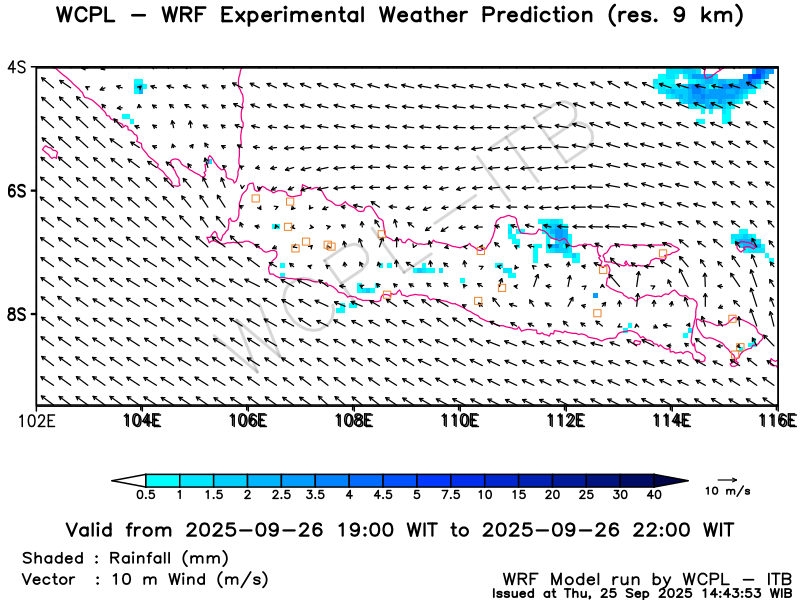 WCPL – WRF Experimental Weather Prediction (res. 9 km)
4S
6S
8S
WCPL–ITB
102E 104E 106E 108E 110E 112E 114E 116E
0.5 1 1.5 2 2.5 3.5 4 4.5 5 7.5 10 15 20 25 30 40
10 m/s
Valid from 2025–09–26 19:00 WIT to 2025–09–26 22:00 WIT
Shaded : Rainfall (mm)
Vector : 10 m Wind (m/s)
WRF Model run by WCPL – ITB
Issued at Thu, 25 Sep 2025 14:43:53 WIB